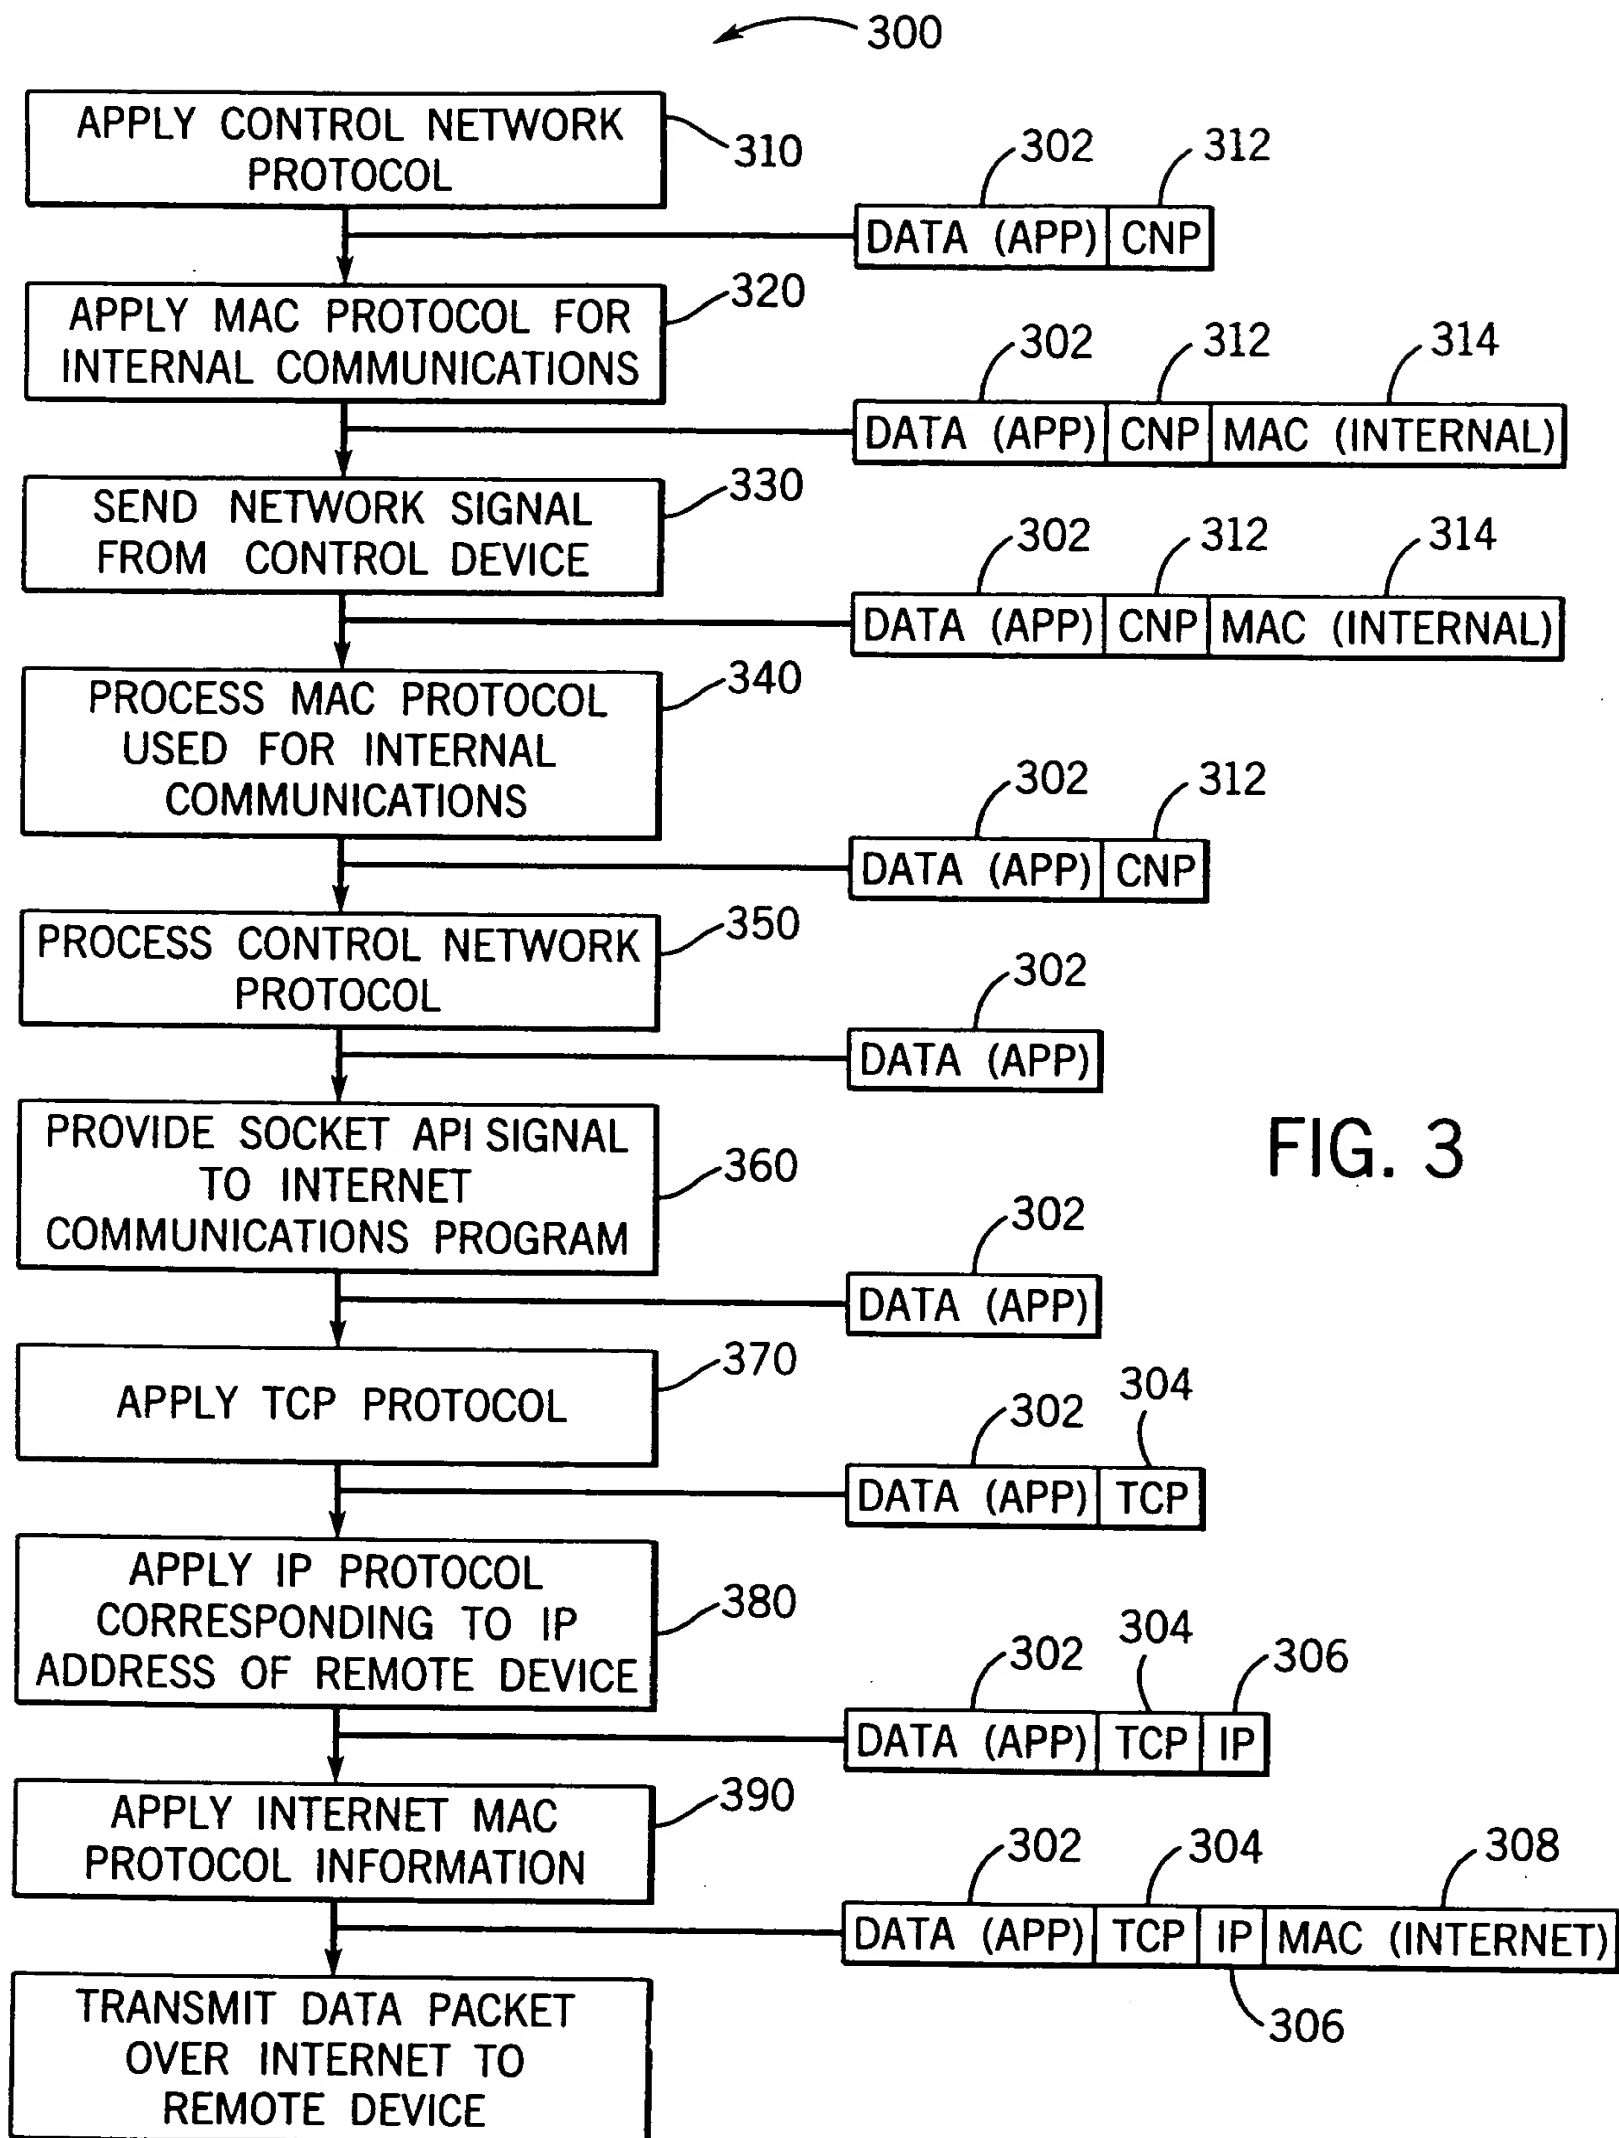 300
APPLY CONTROL NETWORK
PROTOCOL
310
302
312
DATA (APP) CNP
APPLY MAC PROTOCOL FOR
INTERNAL COMMUNICATIONS
320
302
312
314
DATA (APP) CNP MAC (INTERNAL)
SEND NETWORK SIGNAL
FROM CONTROL DEVICE
330
302
312
314
DATA (APP) CNP MAC (INTERNAL)
PROCESS MAC PROTOCOL
USED FOR INTERNAL
COMMUNICATIONS
340
302
312
DATA (APP) CNP
PROCESS CONTROL NETWORK
PROTOCOL
350
302
DATA (APP)
PROVIDE SOCKET API SIGNAL
TO INTERNET
COMMUNICATIONS PROGRAM
360
FIG. 3
302
DATA (APP)
APPLY TCP PROTOCOL
370
302
304
DATA (APP) TCP
APPLY IP PROTOCOL
CORRESPONDING TO IP
ADDRESS OF REMOTE DEVICE
380
302
304
306
DATA (APP) TCP IP
APPLY INTERNET MAC
PROTOCOL INFORMATION
390
302
304
308
DATA (APP) TCP IP MAC (INTERNET)
306
TRANSMIT DATA PACKET
OVER INTERNET TO
REMOTE DEVICE